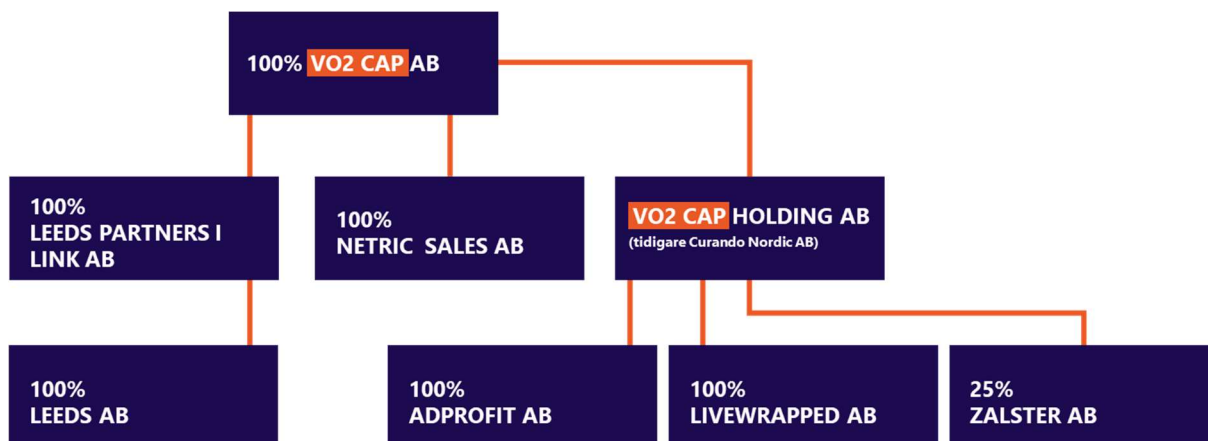 100% VO2 CAP AB
100%
LEEDS PARTNERS I
LINK AB
100%
NETRIC SALES AB
VO2 CAP HOLDING AB
(tidigare Curando Nordic AB)
100%
LEEDS AB
100%
ADPROFIT AB
100%
LIVEWRAPPED AB
25%
ZALSTER AB